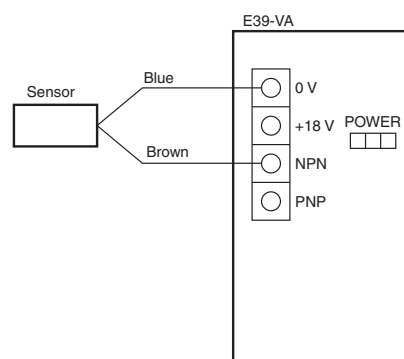 E39-VA
Blue
0 V
Sensor
+18 V
POWER
Brown
NPN
PNP